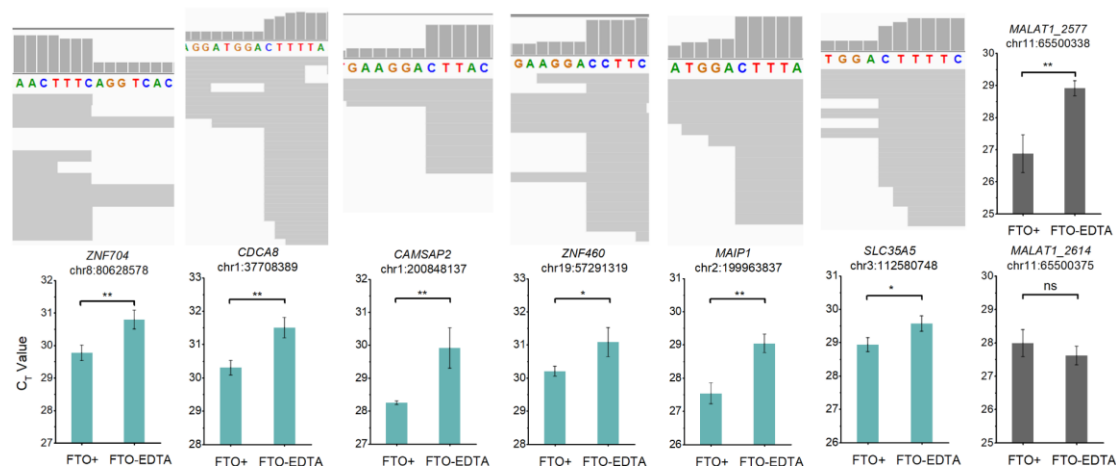 AACTTTCAGGTCAC
AGGATGGACTTTTA
TGAAGGACTTAC
GAAGGACCTTC
ATGGACTTTA
TGGACTTTTC
MALAT1_2577
chr11:65500338
30
29
28
27
26
25
**
FTO+ FTO-EDTA
C_T Value
ZNF704
chr8:80628578
32
31
30
29
28
27
**
FTO+ FTO-EDTA
CDCA8
chr1:37708389
33
32
31
30
29
28
**
FTO+ FTO-EDTA
CAMSAP2
chr1:200848137
32
31
30
29
28
27
26
**
FTO+ FTO-EDTA
ZNF460
chr19:57291319
33
32
31
30
29
28
27
*
FTO+ FTO-EDTA
MAIP1
chr2:199963837
31
30
29
28
27
26
**
FTO+ FTO-EDTA
SLC35A5
chr3:112580748
31
30
29
28
27
26
*
FTO+ FTO-EDTA
MALAT1_2614
chr11:65500375
30
29
28
27
26
25
ns
FTO+ FTO-EDTA